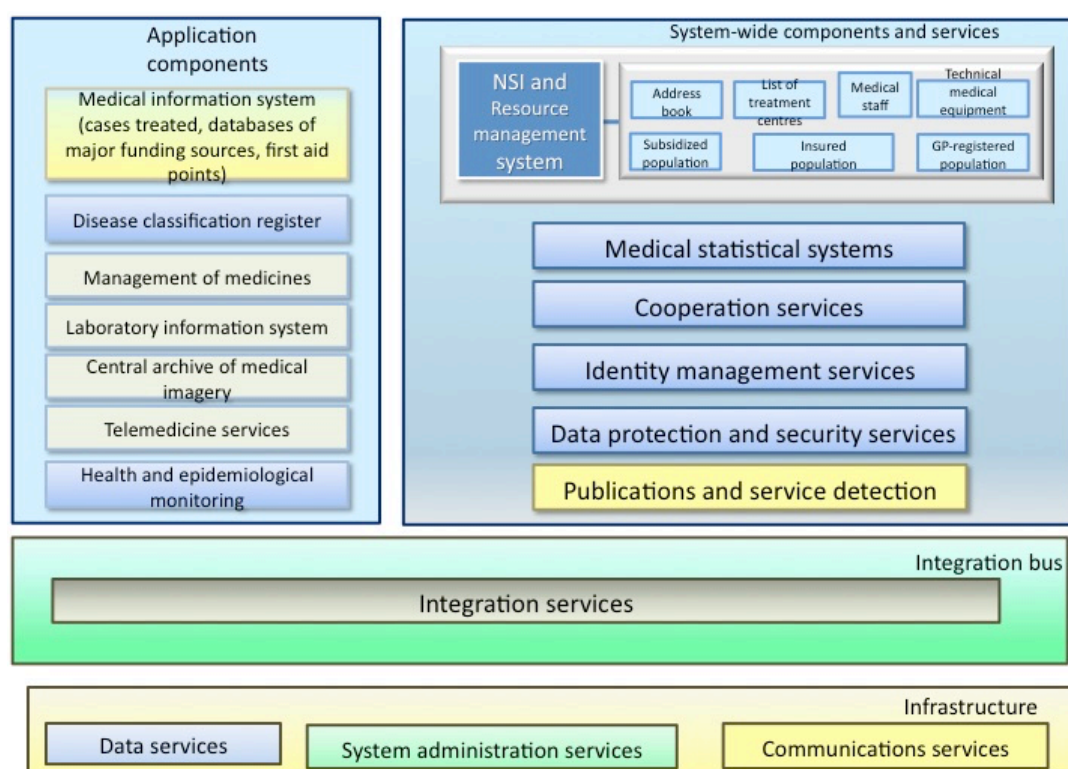 Application
components
Medical information system
(cases treated, databases of
major funding sources, first aid
points)
Disease classification register
Management of medicines
Laboratory information system
Central archive of medical
imagery
Telemedicine services
Health and epidemiological
monitoring
System-wide components and services
NSI and
Resource
management
system
Address
book
List of
treatment
centres
Medical
staff
Technical
medical
equipment
Subsidized
population
Insured
population
GP-registered
population
Medical statistical systems
Cooperation services
Identity management services
Data protection and security services
Publications and service detection
Integration bus
Integration services
Infrastructure
Data services
System administration services
Communications services